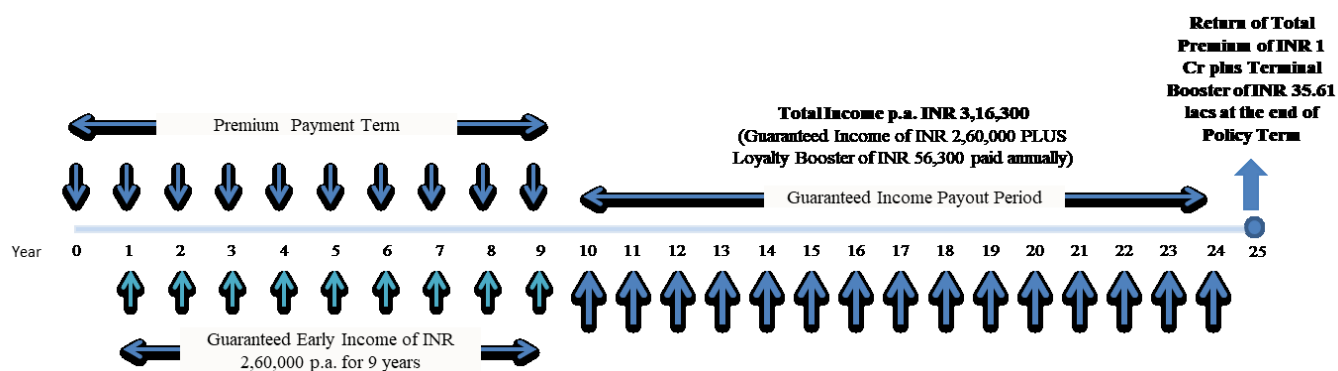 Return of Total
Premium of INR 1
Cr plus Terminal
Booster of INR 35.61
lacs at the end of
Policy Term
Total Income p.a. INR 3,16,300
(Guaranteed Income of INR 2,60,000 PLUS
Loyalty Booster of INR 56,300 paid annually)
Premium Payment Term
Guaranteed Income Payout Period
Year 0 1 2 3 4 5 6 7 8 9 10 11 12 13 14 15 16 17 18 19 20 21 22 23 24 25
Guaranteed Early Income of INR
2,60,000 p.a. for 9 years